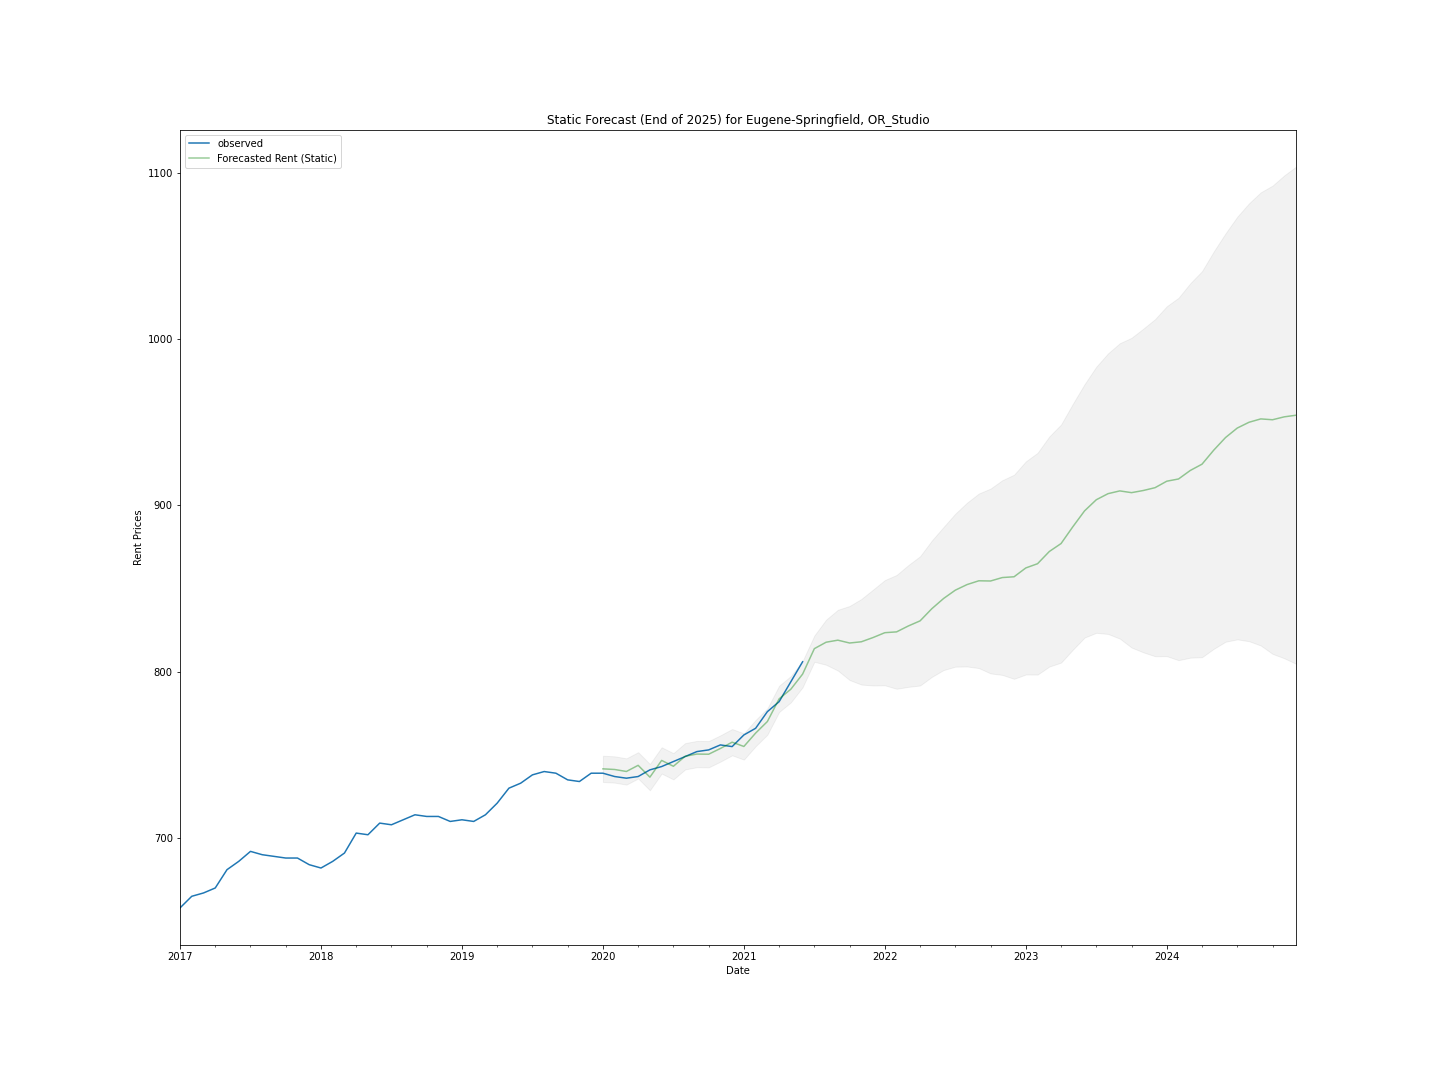 Static Forecast (End of 2025) for Eugene-Springfield, OR_Studio
observed
Forecasted Rent (Static)
1100
1000
900
800
700
Rent Prices
2017 2018 2019 2020 2021 2022 2023 2024
Date